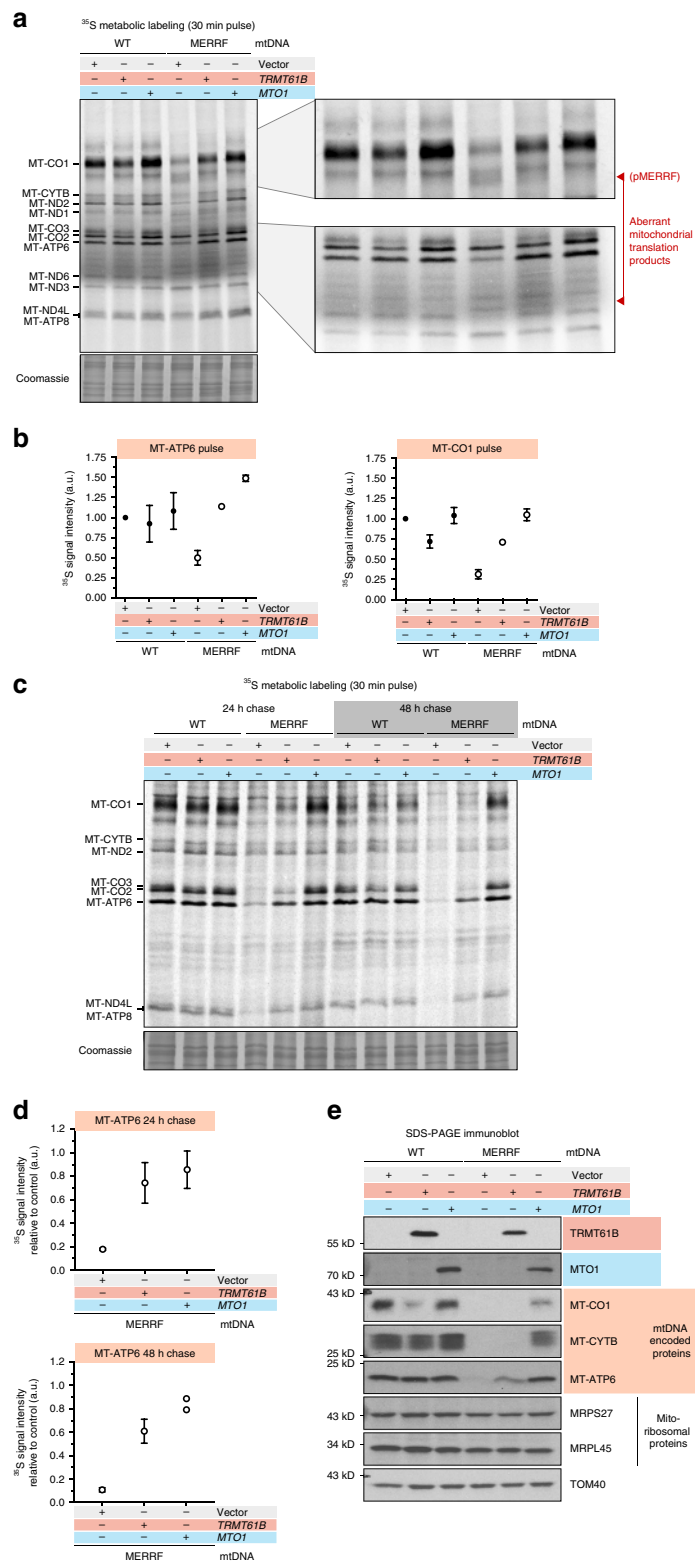 a
³⁵S metabolic labeling (30 min pulse)
WT MERRF mtDNA
+ – – + – – Vector
– + – – + – TRMT61B
– – + – – + MTO1
MT-CO1
MT-CYTB
MT-ND2
MT-ND1
MT-CO3
MT-CO2
MT-ATP6
MT-ND6
MT-ND3
MT-ND4L
MT-ATP8
Coomassie
(pMERRF)
Aberrant
mitochondrial
translation
products
b
MT-ATP6 pulse
³⁵S signal intensity (a.u.)
1.75
1.50
1.25
1.00
0.75
0.50
0.25
0.00
+ – – + – – Vector
– + – – + – TRMT61B
– – + – – + MTO1
WT MERRF mtDNA
MT-CO1 pulse
³⁵S signal intensity (a.u.)
1.75
1.50
1.25
1.00
0.75
0.50
0.25
0.00
+ – – + – – Vector
– + – – + – TRMT61B
– – + – – + MTO1
WT MERRF mtDNA
c
³⁵S metabolic labeling (30 min pulse)
24 h chase 48 h chase
WT MERRF WT MERRF mtDNA
+ – – + – – + – – + – – Vector
– + – – + – – + – – + – TRMT61B
– – + – – + – – + – – + MTO1
MT-CO1
MT-CYTB
MT-ND2
MT-CO3
MT-CO2
MT-ATP6
MT-ND4L
MT-ATP8
Coomassie
d
MT-ATP6 24 h chase
³⁵S signal intensity
relative to control (a.u.)
1.2
1.0
0.8
0.6
0.4
0.2
0.0
+ – – Vector
– + – TRMT61B
– – + MTO1
MERRF mtDNA
MT-ATP6 48 h chase
³⁵S signal intensity
relative to control (a.u.)
1.2
1.0
0.8
0.6
0.4
0.2
0.0
+ – – Vector
– + – TRMT61B
– – + MTO1
MERRF mtDNA
e
SDS-PAGE immunoblot
WT MERRF mtDNA
+ – – + – – Vector
– + – – + – TRMT61B
– – + – – + MTO1
55 kD TRMT61B
70 kD MTO1
43 kD MT-CO1
25 kD MT-CYTB
25 kD MT-ATP6
mtDNA
encoded
proteins
43 kD MRPS27
34 kD MRPL45
Mito-
ribosomal
proteins
43 kD TOM40